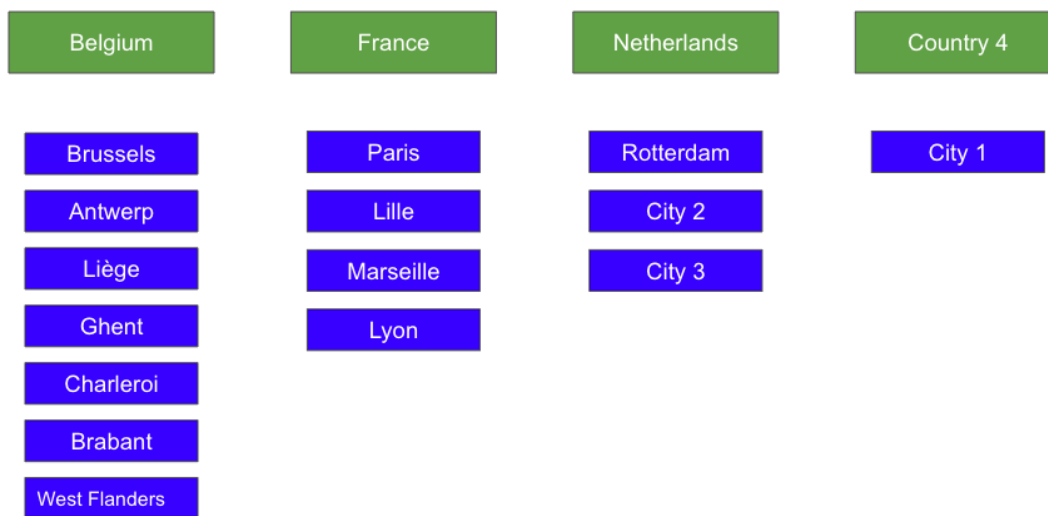 Belgium
France
Netherlands
Country 4
Brussels
Paris
Rotterdam
City 1
Antwerp
Lille
City 2
Liège
Marseille
City 3
Ghent
Lyon
Charleroi
Brabant
West Flanders